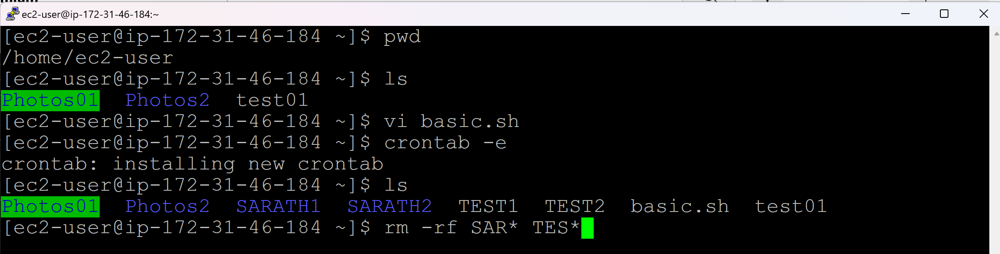 ec2-user@ip-172-31-46-184:~
[ec2-user@ip-172-31-46-184 ~]$ pwd
/home/ec2-user
[ec2-user@ip-172-31-46-184 ~]$ ls
Photos01  Photos2  test01
[ec2-user@ip-172-31-46-184 ~]$ vi basic.sh
[ec2-user@ip-172-31-46-184 ~]$ crontab -e
crontab: installing new crontab
[ec2-user@ip-172-31-46-184 ~]$ ls
Photos01  Photos2  SARATH1  SARATH2  TEST1  TEST2  basic.sh  test01
[ec2-user@ip-172-31-46-184 ~]$ rm -rf SAR* TES*